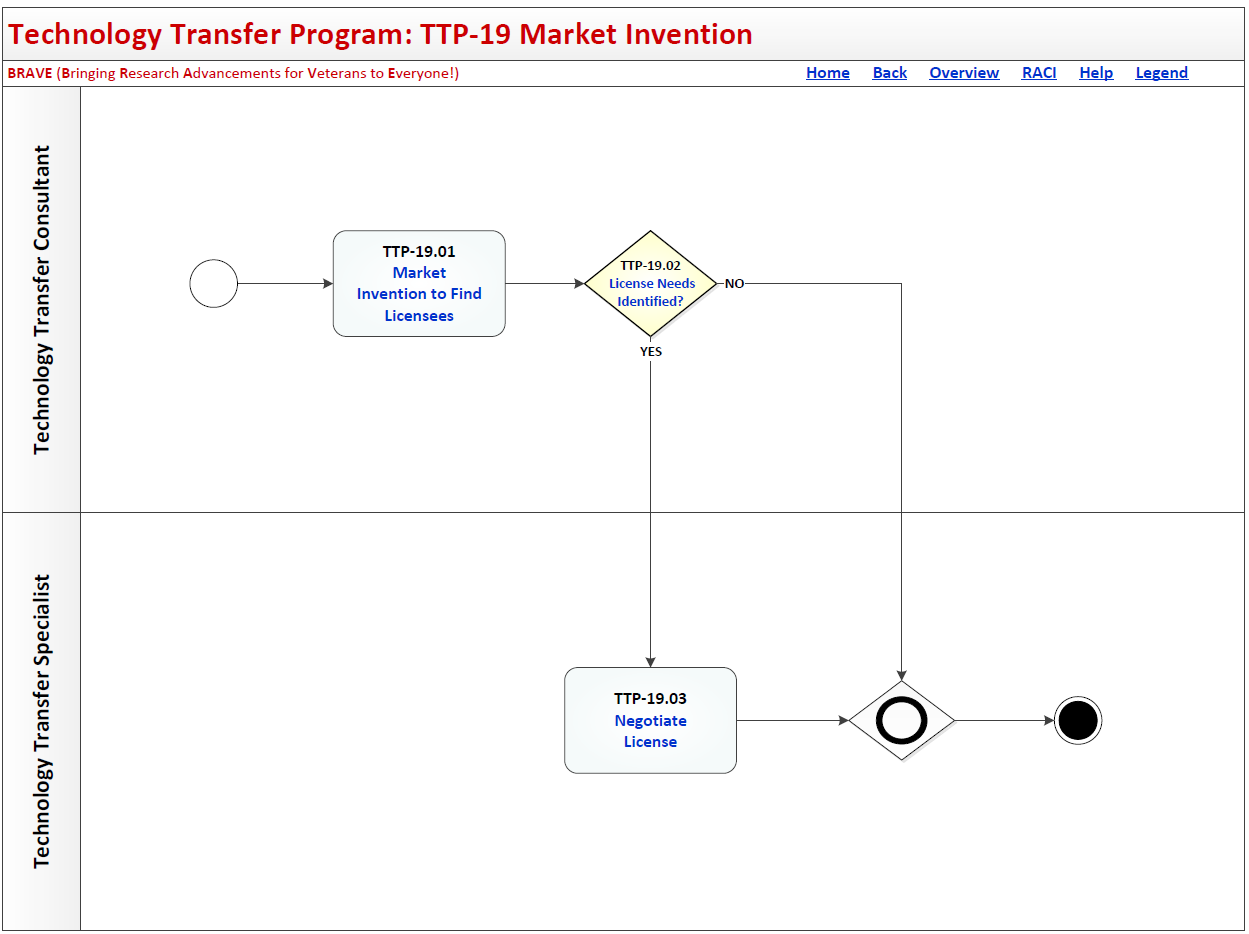 Technology Transfer Program: TTP-19 Market Invention
BRAVE (Bringing Research Advancements for Veterans to Everyone!)
Home Back Overview RACI Help Legend
Technology Transfer Consultant
TTP-19.01
Market
Invention to Find
Licensees
TTP-19.02
License Needs
Identified?
NO
YES
Technology Transfer Specialist
TTP-19.03
Negotiate
License